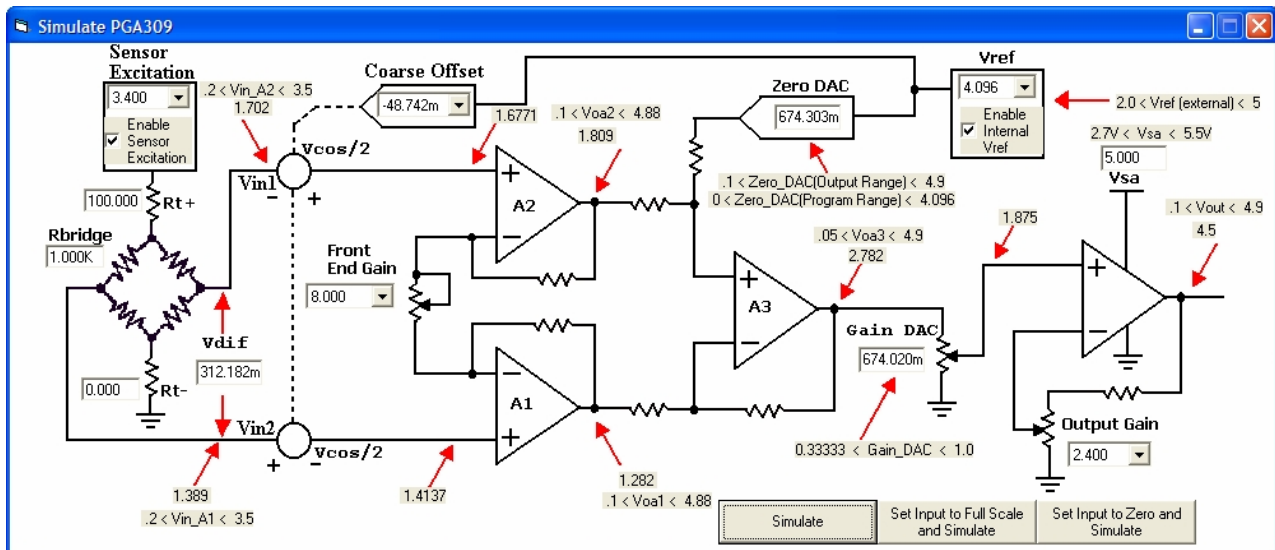 Simulate PGA309
Sensor
Excitation
3.400
Enable
Sensor
Excitation
.2 < Vin_A2 < 3.5
1.702
Coarse Offset
-48.742m
1.6771
.1 < Voa2 < 4.88
1.809
Zero DAC
674.303m
Vref
4.096
Enable
Internal
Vref
2.0 < Vref (external) < 5
2.7V < Vsa < 5.5V
5.000
Vsa
.1 < Zero_DAC(Output Range) < 4.9
0 < Zero_DAC(Program Range) < 4.096
100.000
Rt+
Vin1
-
Vcos/2
+
+
A2
-
Rbridge
1.000K
Front
End Gain
8.000
.05 < Voa3 < 4.9
2.782
1.875
.1 < Vout < 4.9
4.5
+
-
+
A3
-
Gain DAC
674.020m
Vdif
312.182m
0.000
Rt-
-
A1
+
Vin2
+
Vcos/2
-
0.33333 < Gain_DAC < 1.0
Output Gain
2.400
1.389
.2 < Vin_A1 < 3.5
1.4137
1.282
.1 < Voa1 < 4.88
Simulate
Set Input to Full Scale
and Simulate
Set Input to Zero and
Simulate